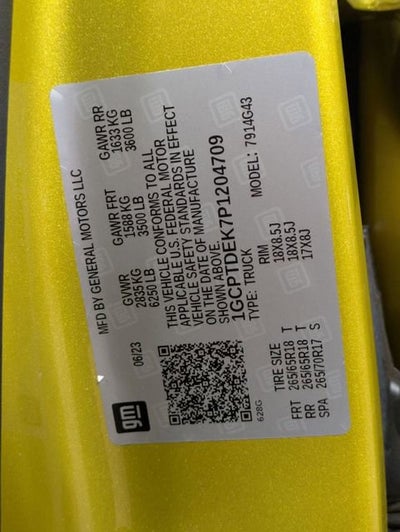 MFD BY GENERAL MOTORS LLC
06/23
GVWR GAWR FRT GAWR RR
2835 KG 1588 KG 1633 KG
6250 LB 3500 LB 3600 LB
THIS VEHICLE CONFORMS TO ALL
APPLICABLE U.S. FEDERAL MOTOR
VEHICLE SAFETY STANDARDS IN EFFECT
ON THE DATE OF MANUFACTURE
SHOWN ABOVE.
1GCPTDEK7P1204709
TYPE: TRUCK MODEL: 7914G43
gm
628G
TIRE SIZE RIM
FRT 265/65R18 T 18X8.5J
RR 265/65R18 T 18X8.5J
SPA 265/70R17 S 17X8J